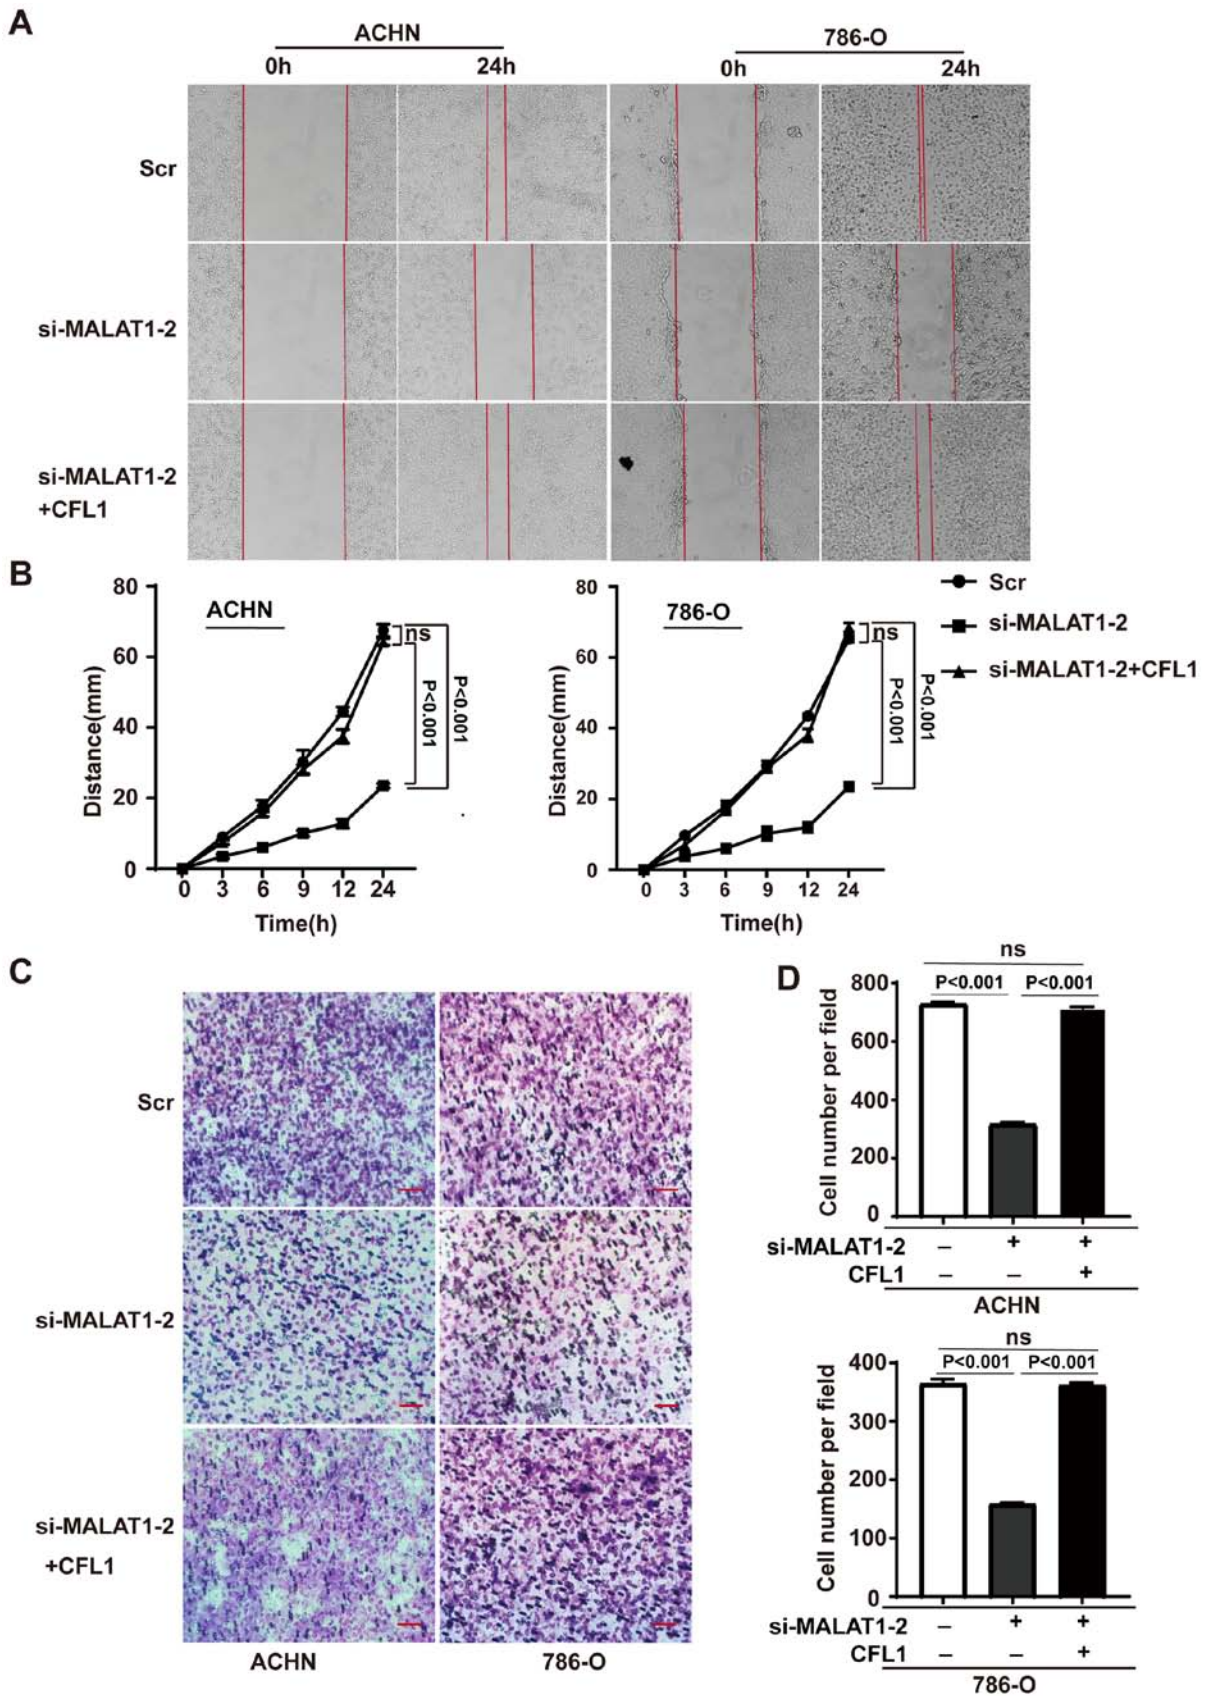 A
ACHN
786-O
0h
24h
0h
24h
Scr
si-MALAT1-2
si-MALAT1-2
+CFL1
B
80
60
40
20
0
Distance(mm)
ACHN
ns
P<0.001
P<0.001
0 3 6 9 12 24
Time(h)
80
60
40
20
0
Distance(mm)
786-O
ns
P<0.001
P<0.001
0 3 6 9 12 24
Time(h)
Scr
si-MALAT1-2
si-MALAT1-2+CFL1
C
Scr
si-MALAT1-2
si-MALAT1-2
+CFL1
ACHN
786-O
D
ns
P<0.001 P<0.001
800
600
400
200
0
Cell number per field
si-MALAT1-2 – + +
CFL1 – – +
ACHN
ns
P<0.001 P<0.001
400
300
200
100
0
Cell number per field
si-MALAT1-2 – + +
CFL1 – – +
786-O